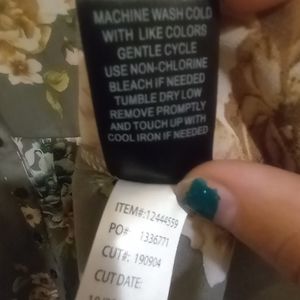 MACHINE WASH COLD
WITH LIKE COLORS
GENTLE CYCLE
USE NON-CHLORINE
BLEACH IF NEEDED
TUMBLE DRY LOW
REMOVE PROMPTLY
AND TOUCH UP WITH
COOL IRON IF NEEDED
ITEM#:12444559
PO# 1336771
CUT#: 190904
CUT DATE: